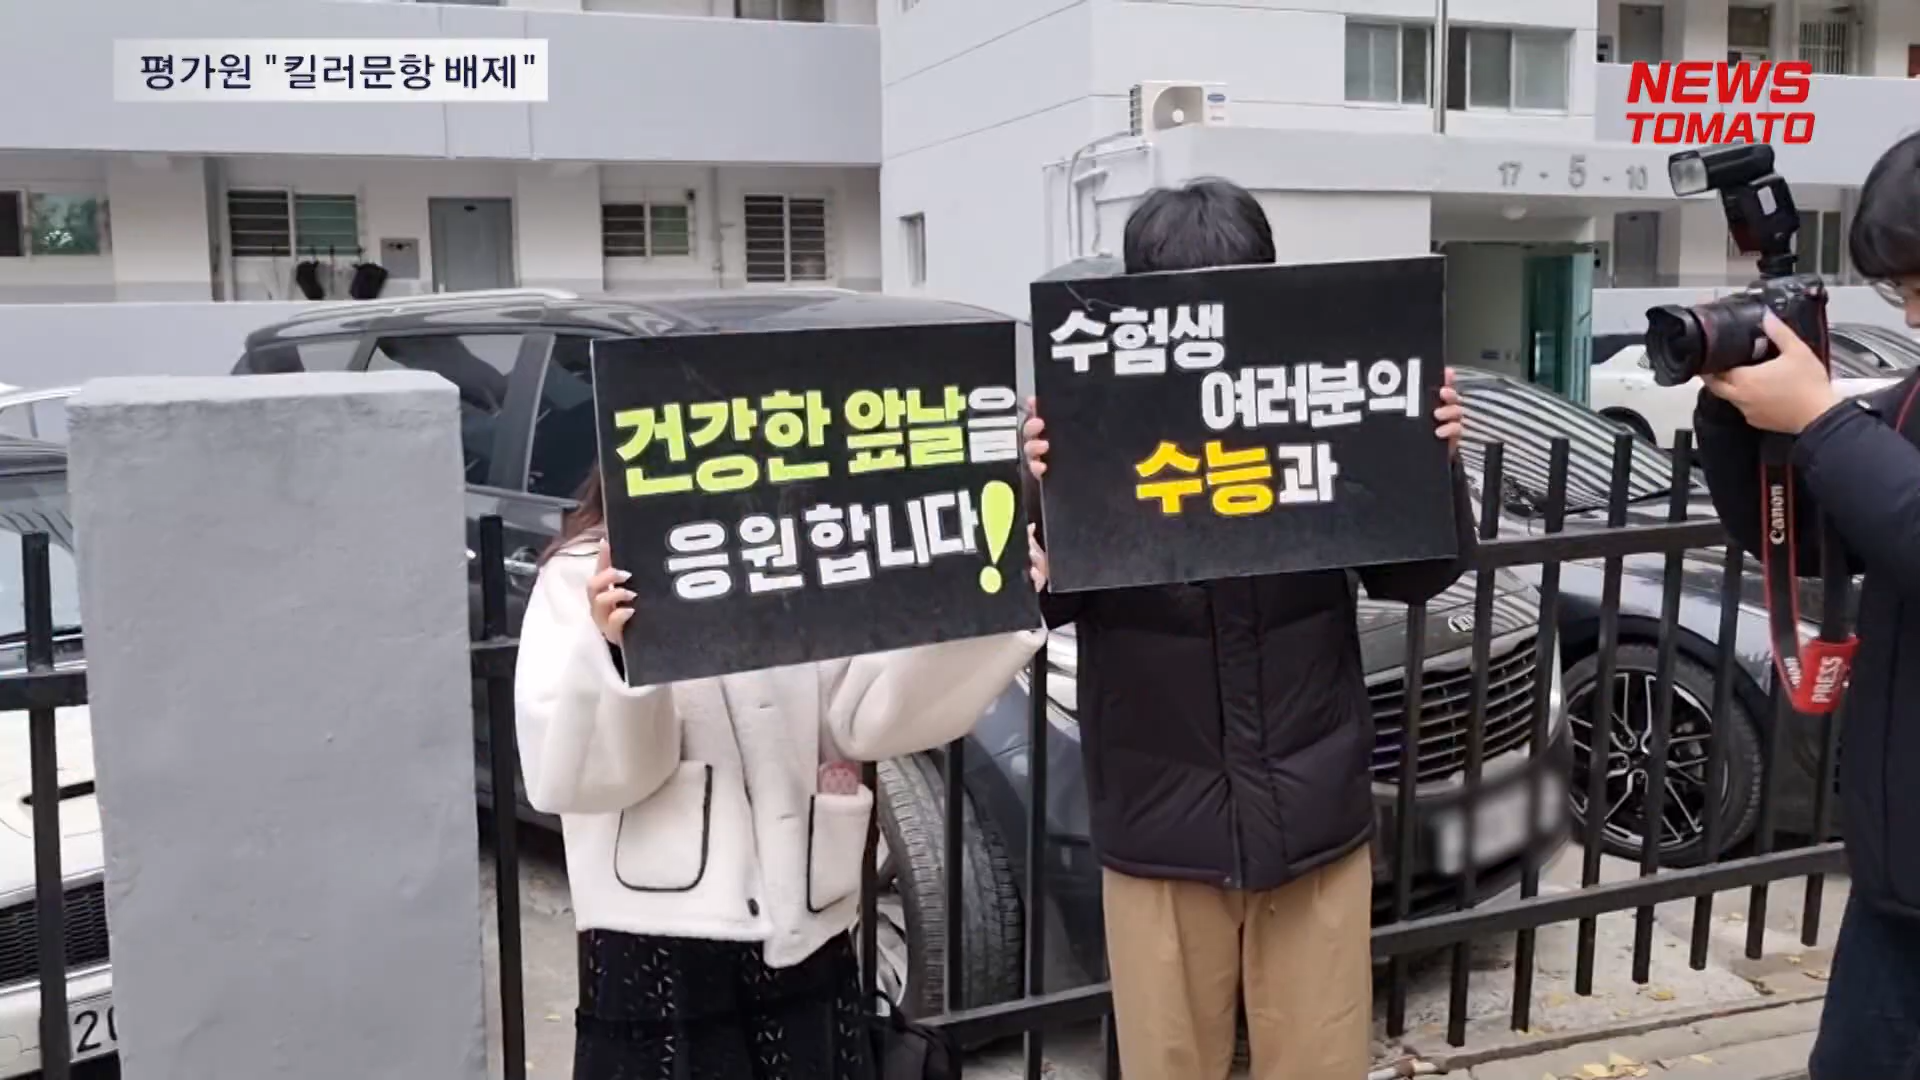 평가원 "킬러문항 배제"
NEWS
TOMATO
17 - 5 - 10
수험생
여러분의
수능과
건강한 앞날을
응원합니다!
Canon
PRESS